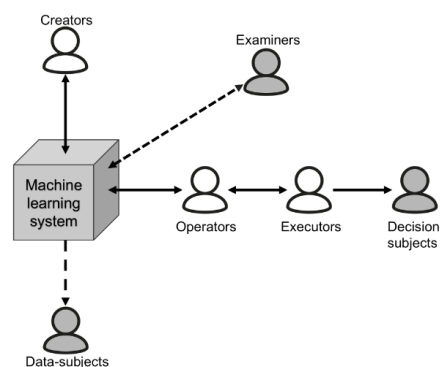 Creators
Examiners
Machine
learning
system
Operators
Executors
Decision
subjects
Data-subjects